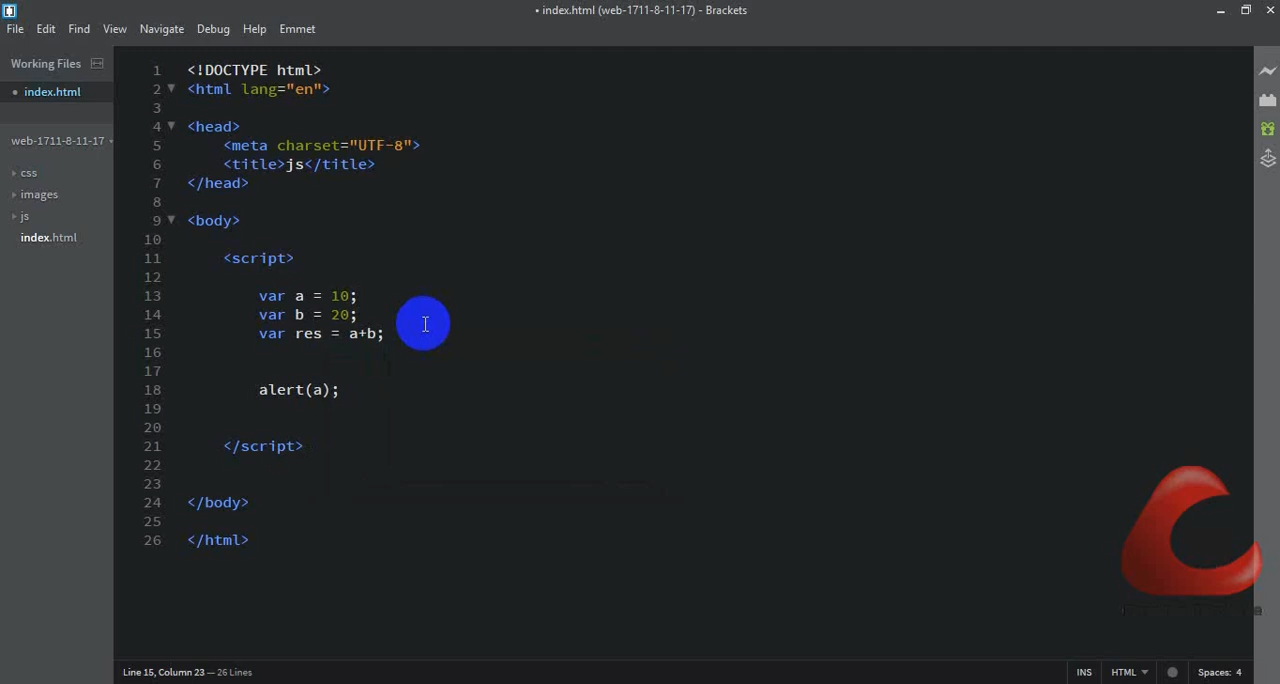 • index.html (web-1711-8-11-17) - Brackets
File Edit Find View Navigate Debug Help Emmet
Working Files
• index.html
web-1711-8-11-17
css
images
js
index.html
1 <!DOCTYPE html>
2 <html lang="en">
3
4 <head>
5 <meta charset="UTF-8">
6 <title>js</title>
7 </head>
8
9 <body>
10
11 <script>
12
13 var a = 10;
14 var b = 20;
15 var res = a+b;
16
17
18 alert(a);
19
20
21 </script>
22
23
24 </body>
25
26 </html>
Line 15, Column 23 — 26 Lines
INS HTML Spaces: 4